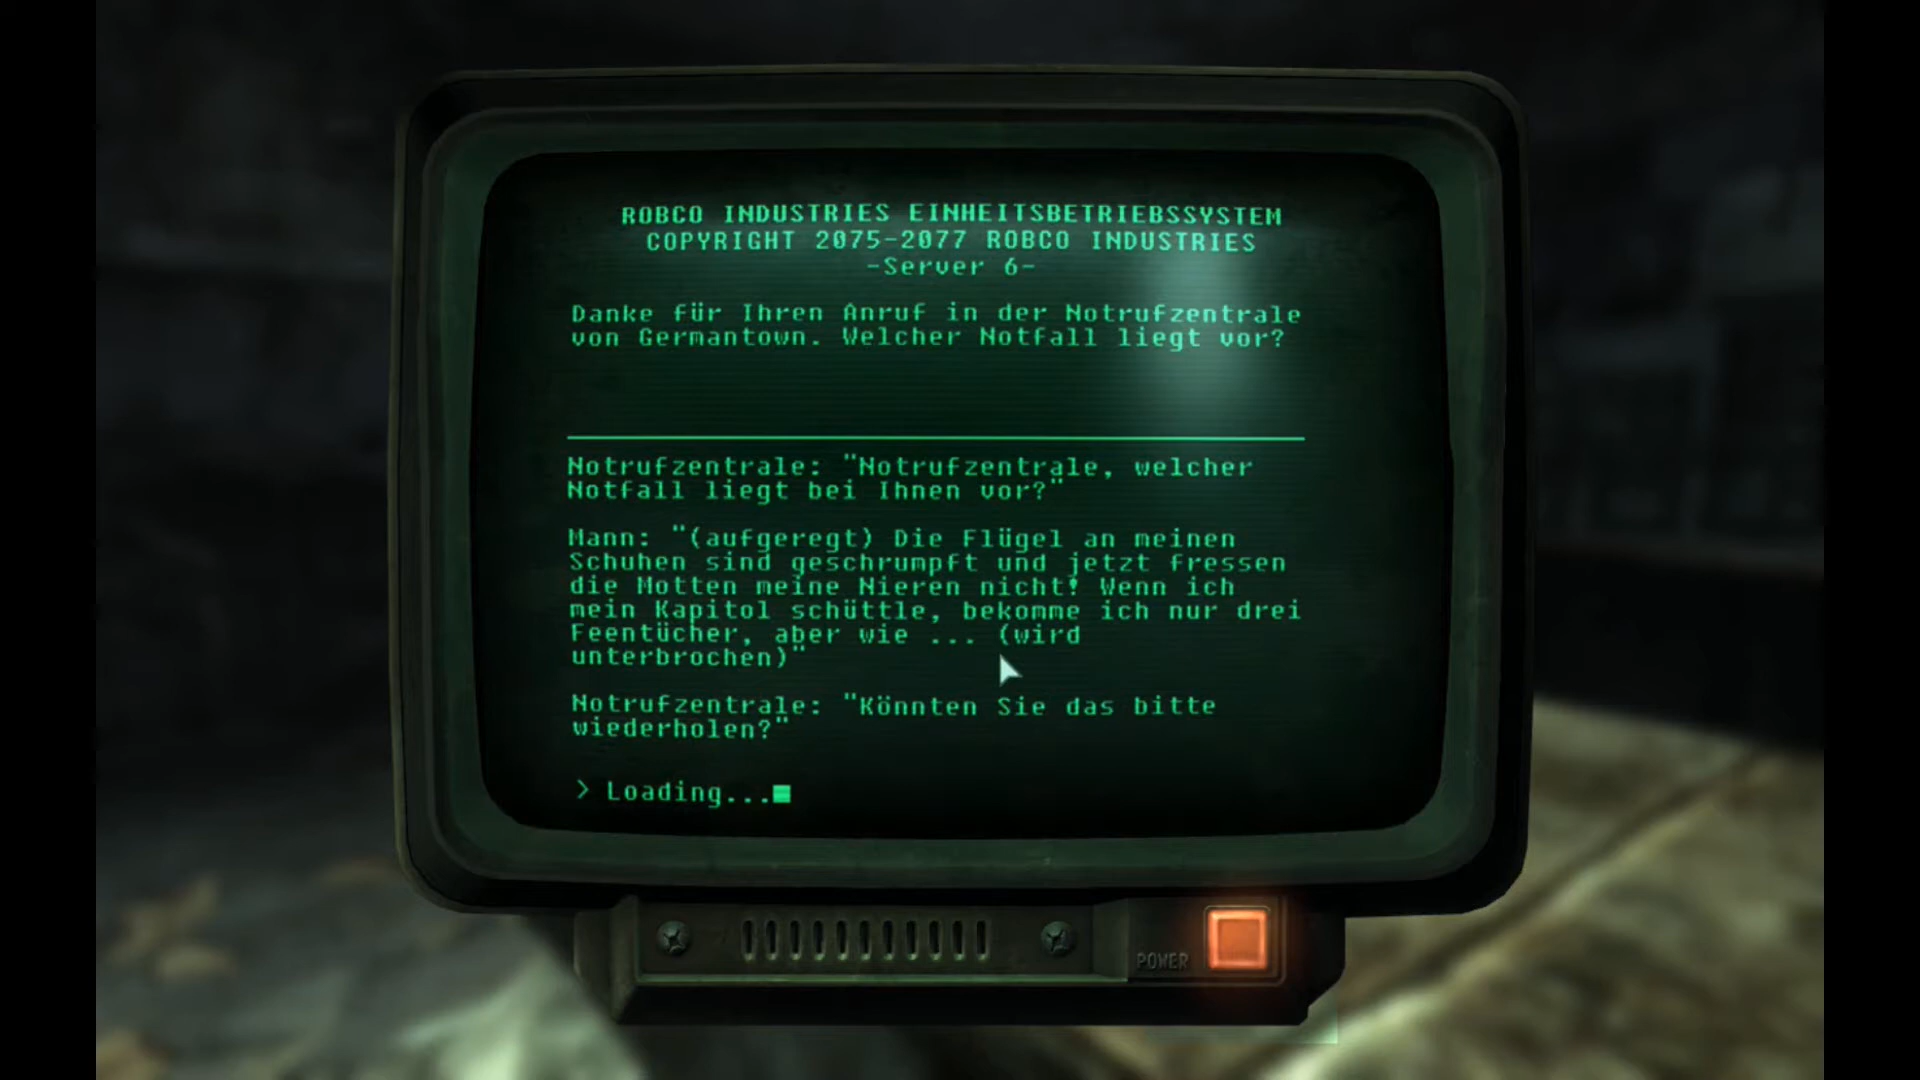 ROBCO INDUSTRIES EINHEITSBETRIEBSSYSTEM
COPYRIGHT 2075-2077 ROBCO INDUSTRIES
-Server 6-
Danke für Ihren Anruf in der Notrufzentrale
von Germantown. Welcher Notfall liegt vor?
Notrufzentrale: "Notrufzentrale, welcher
Notfall liegt bei Ihnen vor?"
Mann: "(aufgeregt) Die Flügel an meinen
Schuhen sind geschrumpft und jetzt fressen
die Motten meine Nieren nicht! Wenn ich
mein Kapitol schüttle, bekomme ich nur drei
Feentücher, aber wie ... (wird
unterbrochen)"
Notrufzentrale: "Könnten Sie das bitte
wiederholen?"
> Loading...
POWER